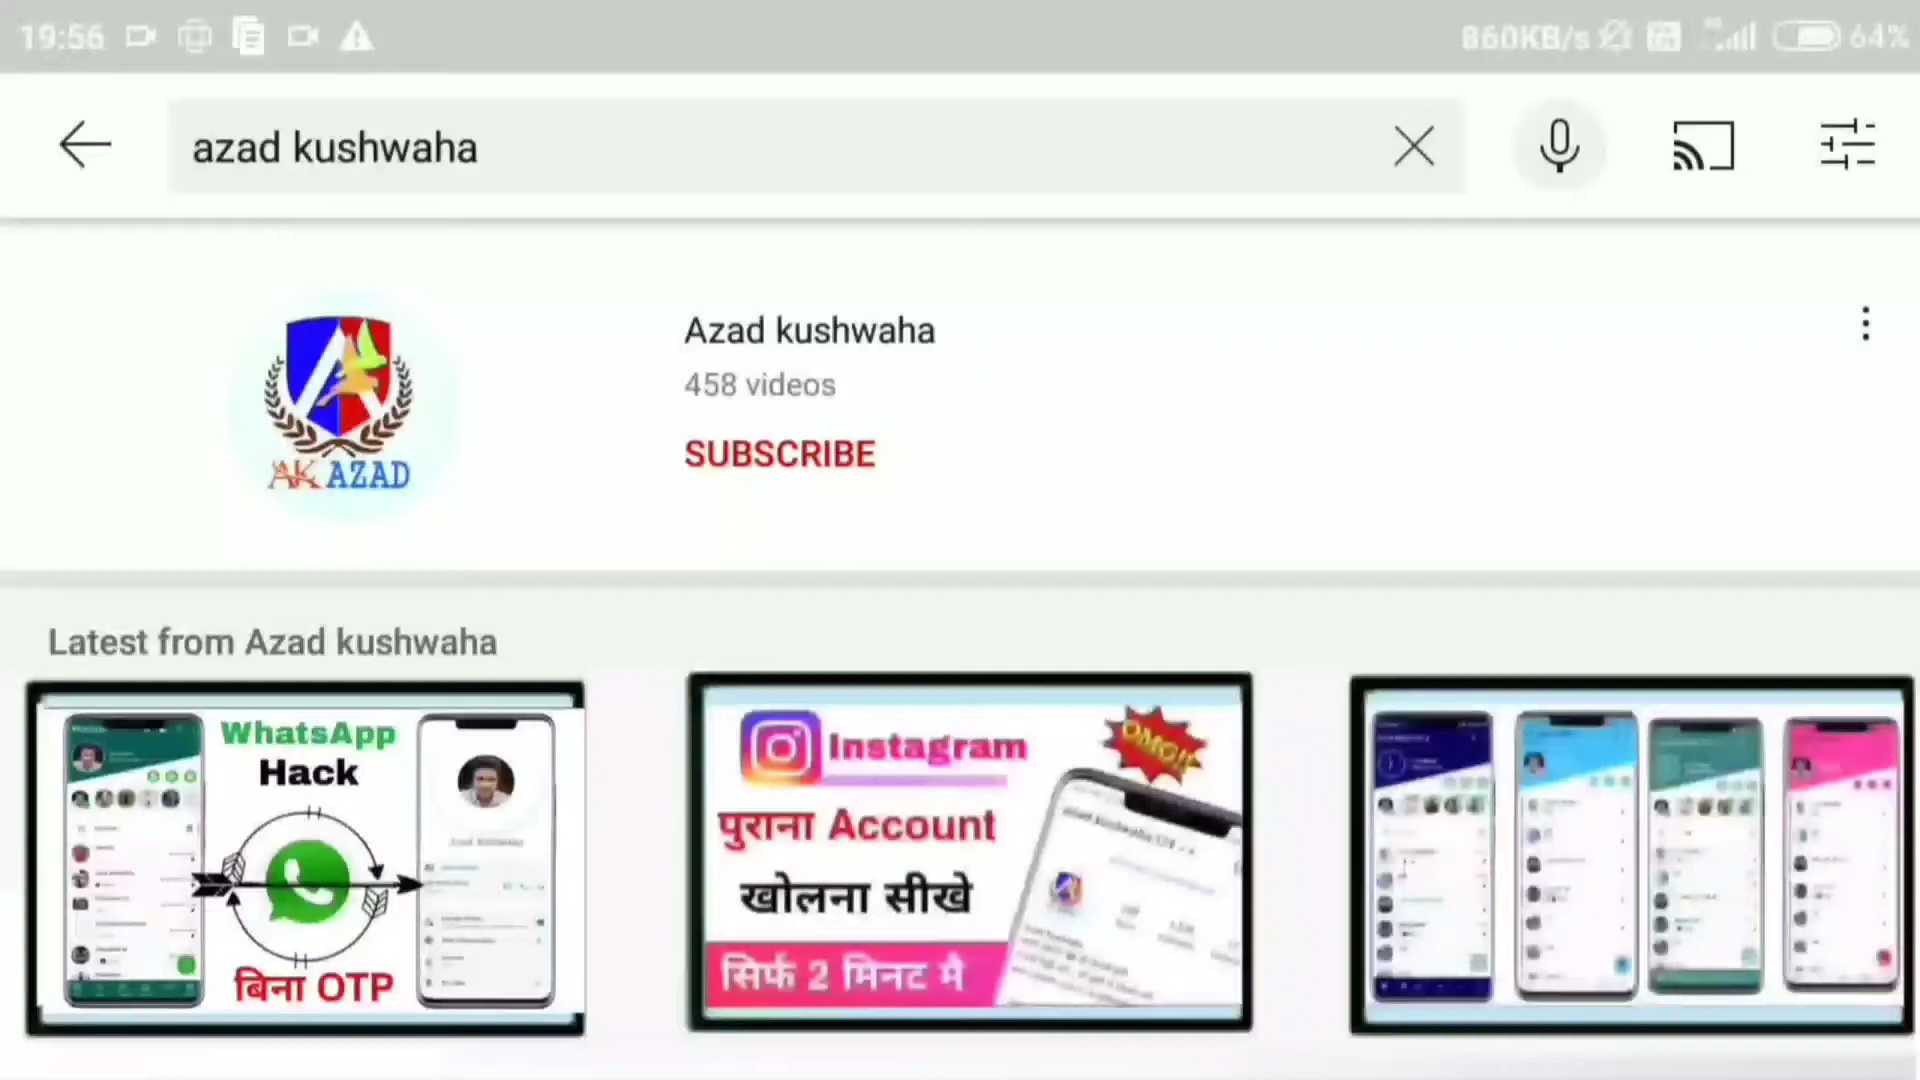 19:56
860KB/s
64%
azad kushwaha
Azad kushwaha
458 videos
SUBSCRIBE
AK AZAD
Latest from Azad kushwaha
WhatsApp
Hack
बिना OTP
Instagram
OMG!!
पुराना Account
खोलना सीखे
सिर्फ 2 मिनट मै